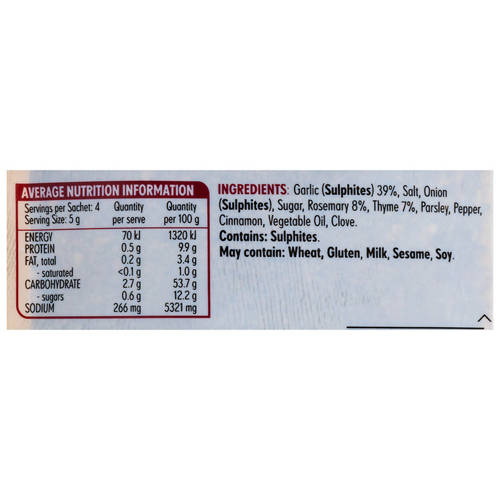 AVERAGE NUTRITION INFORMATION
Servings per Sachet: 4 Quantity Quantity
Serving Size: 5 g per serve per 100 g
ENERGY 70 kJ 1320 kJ
PROTEIN 0.5 g 9.9 g
FAT, total 0.2 g 3.4 g
- saturated <0.1 g 1.0 g
CARBOHYDRATE 2.7 g 53.7 g
- sugars 0.6 g 12.2 g
SODIUM 266 mg 5321 mg
INGREDIENTS: Garlic (Sulphites) 39%, Salt, Onion
(Sulphites), Sugar, Rosemary 8%, Thyme 7%, Parsley, Pepper,
Cinnamon, Vegetable Oil, Clove.
Contains: Sulphites.
May contain: Wheat, Gluten, Milk, Sesame, Soy.